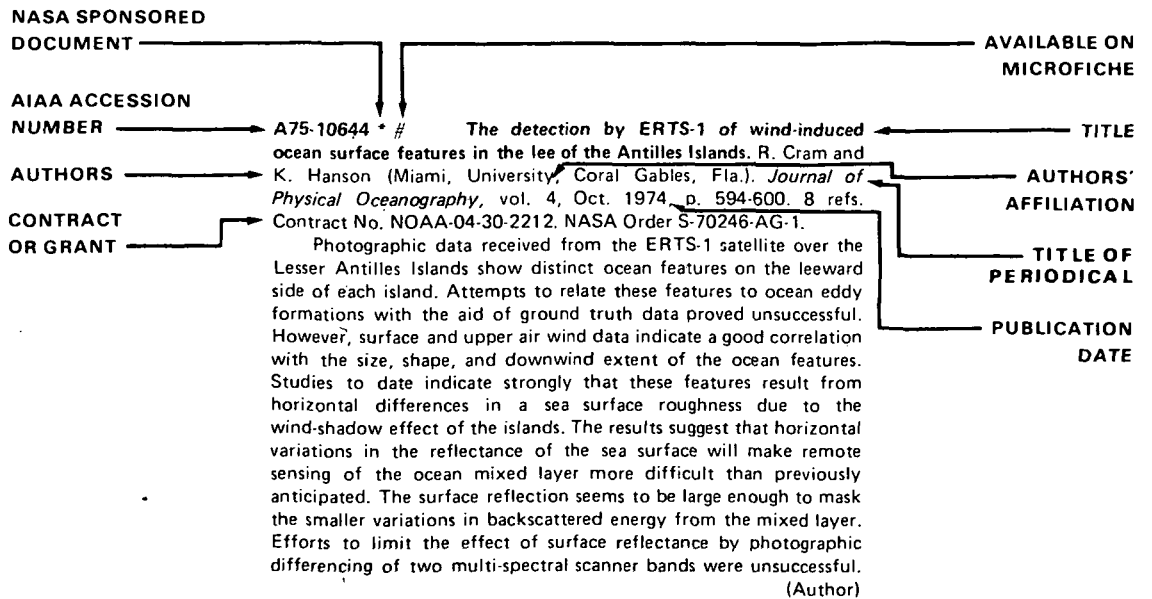 NASA SPONSORED
DOCUMENT
AVAILABLE ON
MICROFICHE
AIAA ACCESSION
NUMBER
AUTHORS
CONTRACT
OR GRANT
A75-10644 * # The detection by ERTS-1 of wind-induced
ocean surface features in the lee of the Antilles Islands. R. Cram and
K. Hanson (Miami, University, Coral Gables, Fla.). Journal of
Physical Oceanography, vol. 4, Oct. 1974, p. 594-600. 8 refs.
Contract No. NOAA-04-30-2212. NASA Order S-70246-AG-1.
Photographic data received from the ERTS-1 satellite over the
Lesser Antilles Islands show distinct ocean features on the leeward
side of each island. Attempts to relate these features to ocean eddy
formations with the aid of ground truth data proved unsuccessful.
However, surface and upper air wind data indicate a good correlation
with the size, shape, and downwind extent of the ocean features.
Studies to date indicate strongly that these features result from
horizontal differences in a sea surface roughness due to the
wind-shadow effect of the islands. The results suggest that horizontal
variations in the reflectance of the sea surface will make remote
sensing of the ocean mixed layer more difficult than previously
anticipated. The surface reflection seems to be large enough to mask
the smaller variations in backscattered energy from the mixed layer.
Efforts to limit the effect of surface reflectance by photographic
differencing of two multi-spectral scanner bands were unsuccessful.
(Author)
TITLE
AUTHORS'
AFFILIATION
TITLE OF
PERIODICAL
PUBLICATION
DATE